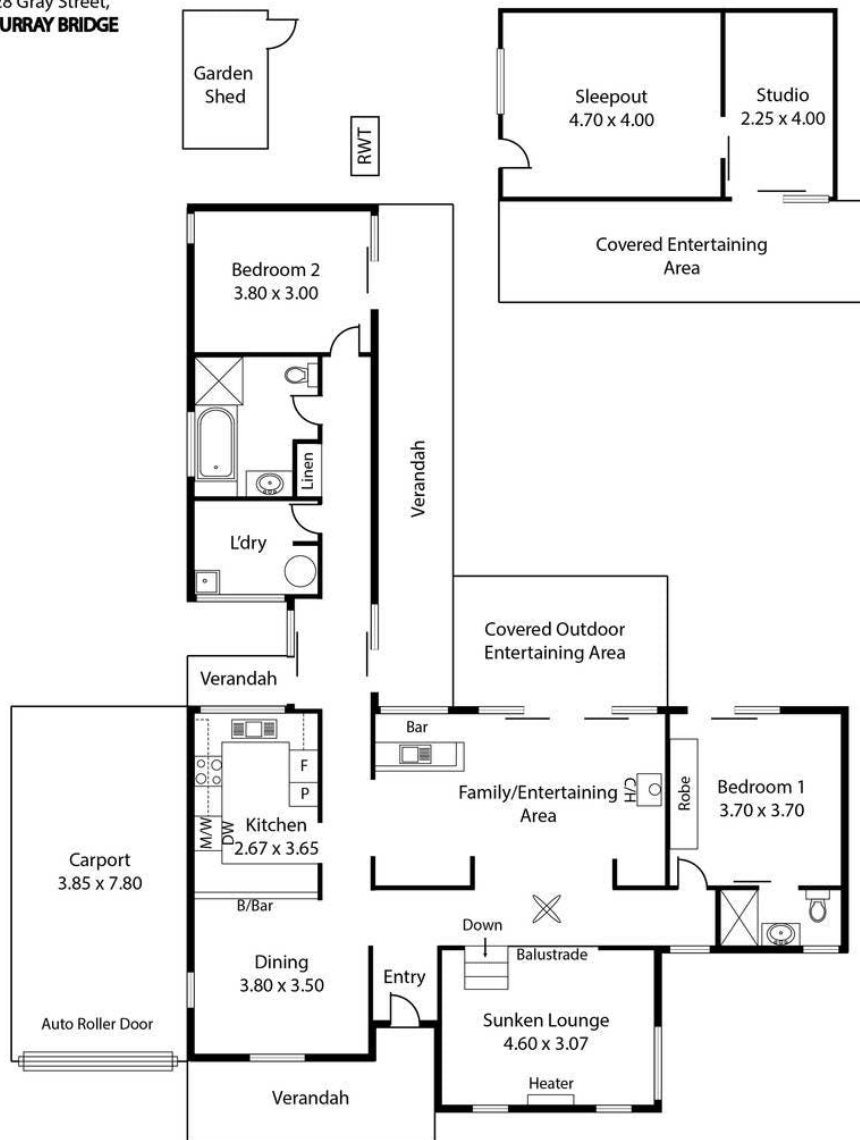 28 Gray Street,
URRAY BRIDGE
Garden
Shed
RWT
Sleepout
4.70 x 4.00
Studio
2.25 x 4.00
Covered Entertaining
Area
Bedroom 2
3.80 x 3.00
Linen
Verandah
L'dry
Covered Outdoor
Entertaining Area
Verandah
Bar
F
P
M/W
DW
Kitchen
2.67 x 3.65
Family/Entertaining
Area
C/H
Robe
Bedroom 1
3.70 x 3.70
Carport
3.85 x 7.80
B/Bar
Down
Balustrade
Dining
3.80 x 3.50
Entry
Sunken Lounge
4.60 x 3.07
Auto Roller Door
Heater
Verandah